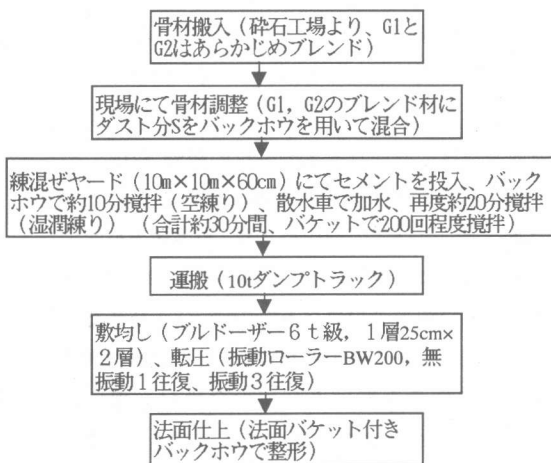 骨材搬入（砕石工場より、G1と
G2はあらかじめブレンド）
現場にて骨材調整（G1，G2のブレンド材に
ダスト分Sをバックホウを用いて混合）
練混ぜヤード（10m×10m×60cm）にてセメントを投入、バック
ホウで約10分撹拌（空練り）、散水車で加水、再度約20分撹拌
（湿潤練り）（合計約30分間、バケットで200回程度撹拌）
運搬（10tダンプトラック）
敷均し（ブルドーザー６ｔ級，１層25cm×
２層）、転圧（振動ローラーBW200，無
振動１往復、振動３往復）
法面仕上（法面バケット付き
バックホウで整形）